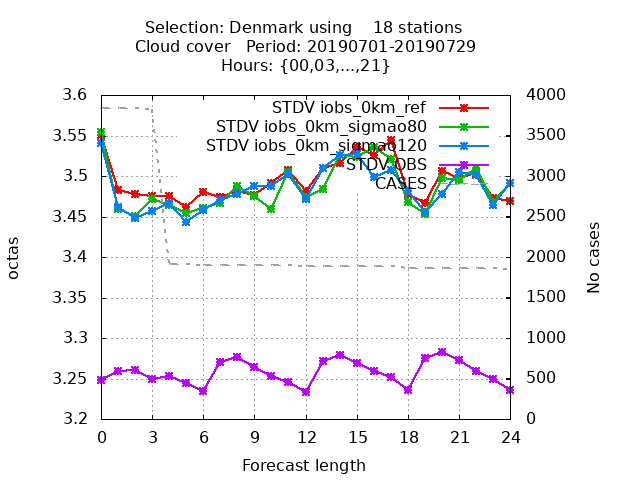 Selection: Denmark using    18 stations
Cloud cover   Period: 20190701-20190729
Hours: {00,03,...,21}
STDV iobs_0km_ref
STDV iobs_0km_sigmao80
STDV iobs_0km_sigmao120
STDV OBS
CASES
3.6
3.55
3.5
3.45
3.4
3.35
3.3
3.25
3.2
octas
4000
3500
3000
2500
2000
1500
1000
500
0
No cases
0 3 6 9 12 15 18 21 24
Forecast length